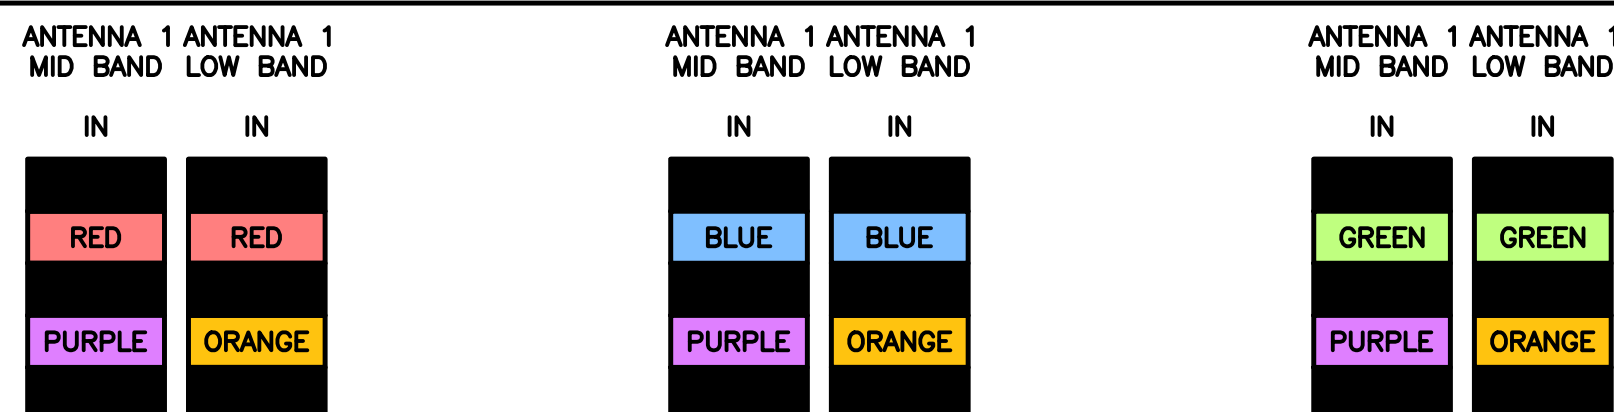 ANTENNA 1 ANTENNA 1 ANTENNA 1 ANTENNA 1 ANTENNA 1 ANTENNA 1
MID BAND LOW BAND MID BAND LOW BAND MID BAND LOW BAND
IN IN IN IN IN IN
RED RED BLUE BLUE GREEN GREEN
PURPLE ORANGE PURPLE ORANGE PURPLE ORANGE